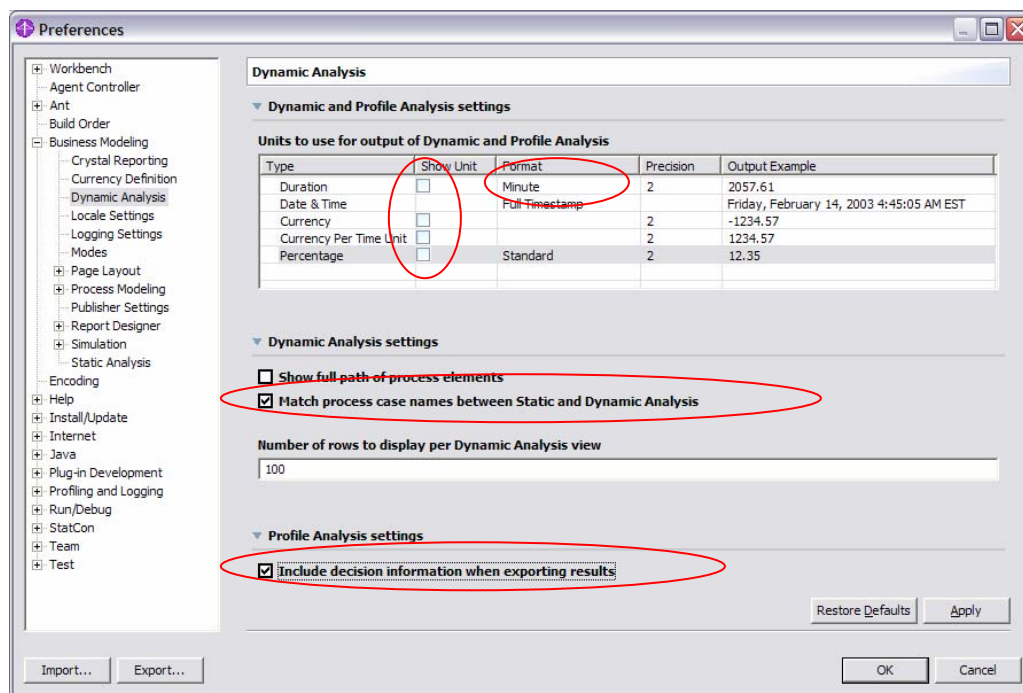 Preferences
Workbench
Agent Controller
Ant
Build Order
Business Modeling
Crystal Reporting
Currency Definition
Dynamic Analysis
Locale Settings
Logging Settings
Modes
Page Layout
Process Modeling
Publisher Settings
Report Designer
Simulation
Static Analysis
Encoding
Help
Install/Update
Internet
Java
Plug-in Development
Profiling and Logging
Run/Debug
StatCon
Team
Test
Import... Export...
Dynamic Analysis
Dynamic and Profile Analysis settings
Units to use for output of Dynamic and Profile Analysis
Type Show Unit Format Precision Output Example
Duration Minute 2 2057.61
Date & Time Full Timestamp Friday, February 14, 2003 4:45:05 AM EST
Currency 2 -1234.57
Currency Per Time Unit 2 1234.57
Percentage Standard 2 12.35
Dynamic Analysis settings
Show full path of process elements
Match process case names between Static and Dynamic Analysis
Number of rows to display per Dynamic Analysis view
100
Profile Analysis settings
Include decision information when exporting results
Restore Defaults Apply
OK Cancel